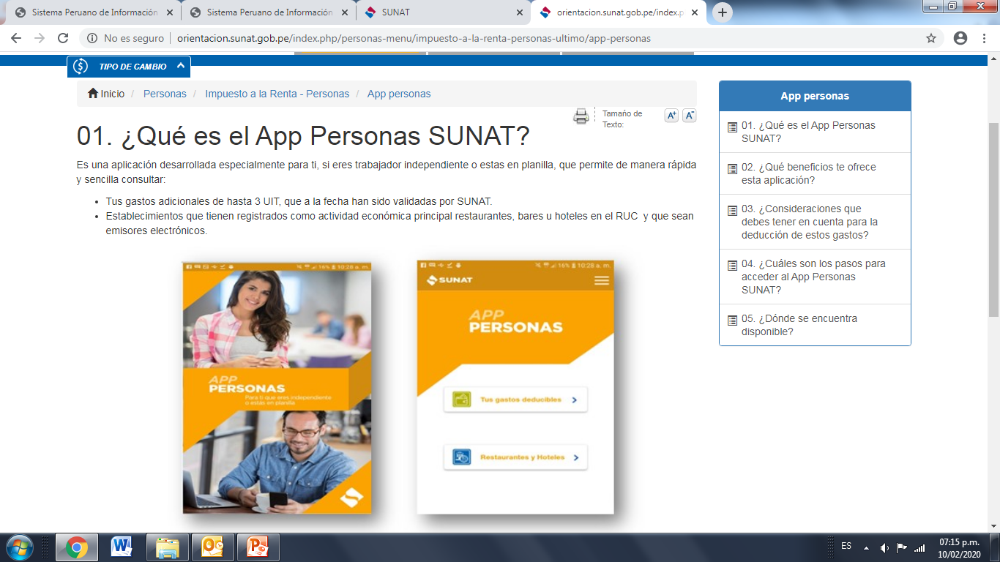 Sistema Peruano de Información
Sistema Peruano de Información
SUNAT
orientacion.sunat.gob.pe/index.p
No es seguro
orientacion.sunat.gob.pe/index.php/personas-menu/impuesto-a-la-renta-personas-ultimo/app-personas
TIPO DE CAMBIO
Inicio / Personas / Impuesto a la Renta - Personas / App personas
Tamaño de
Texto:
A+ A-
01. ¿Qué es el App Personas SUNAT?
Es una aplicación desarrollada especialmente para ti, si eres trabajador independiente o estas en planilla, que permite de manera rápida
y sencilla consultar:
• Tus gastos adicionales de hasta 3 UIT, que a la fecha han sido validadas por SUNAT.
• Establecimientos que tienen registrados como actividad económica principal restaurantes, bares u hoteles en el RUC y que sean
emisores electrónicos.
16% 10:28 a. m.
APP
PERSONAS
Para ti que eres independiente
o estás en planilla
16% 10:28 a. m.
SUNAT
APP
PERSONAS
Tus gastos deducibles
Restaurantes y Hoteles
App personas
01. ¿Qué es el App Personas
SUNAT?
02. ¿Qué beneficios te ofrece
esta aplicación?
03. ¿Consideraciones que
debes tener en cuenta para la
deducción de estos gastos?
04. ¿Cuáles son los pasos para
acceder al App Personas
SUNAT?
05. ¿Dónde se encuentra
disponible?
ES
07:15 p.m.
10/02/2020